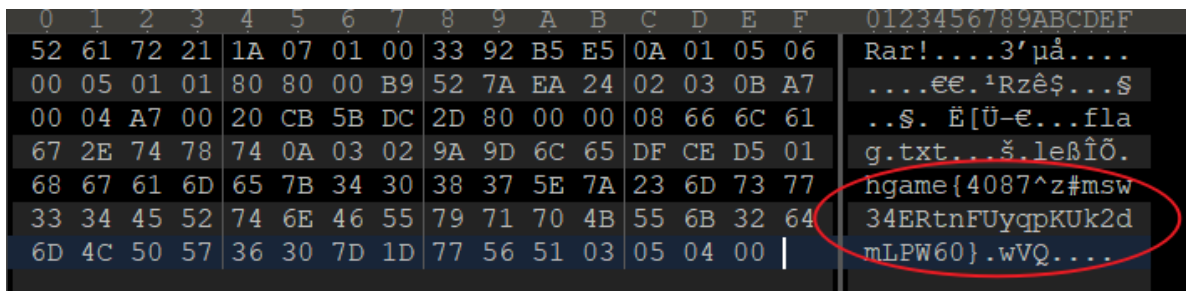 0 1 2 3 4 5 6 7 8 9 A B C D E F 0123456789ABCDEF
52 61 72 21 1A 07 01 00 33 92 B5 E5 0A 01 05 06 Rar!....3’µå....
00 05 01 01 80 80 00 B9 52 7A EA 24 02 03 0B A7 ....€€.¹Rzê$...§
00 04 A7 00 20 CB 5B DC 2D 80 00 00 08 66 6C 61 ..§. Ë[Ü-€...fla
67 2E 74 78 74 0A 03 02 9A 9D 6C 65 DF CE D5 01 g.txt...š.leßÎÕ.
68 67 61 6D 65 7B 34 30 38 37 5E 7A 23 6D 73 77 hgame{4087^z#msw
33 34 45 52 74 6E 46 55 79 71 70 4B 55 6B 32 64 34ERtnFUyqpKUk2d
6D 4C 50 57 36 30 7D 1D 77 56 51 03 05 04 00 mLPW60}.wVQ....